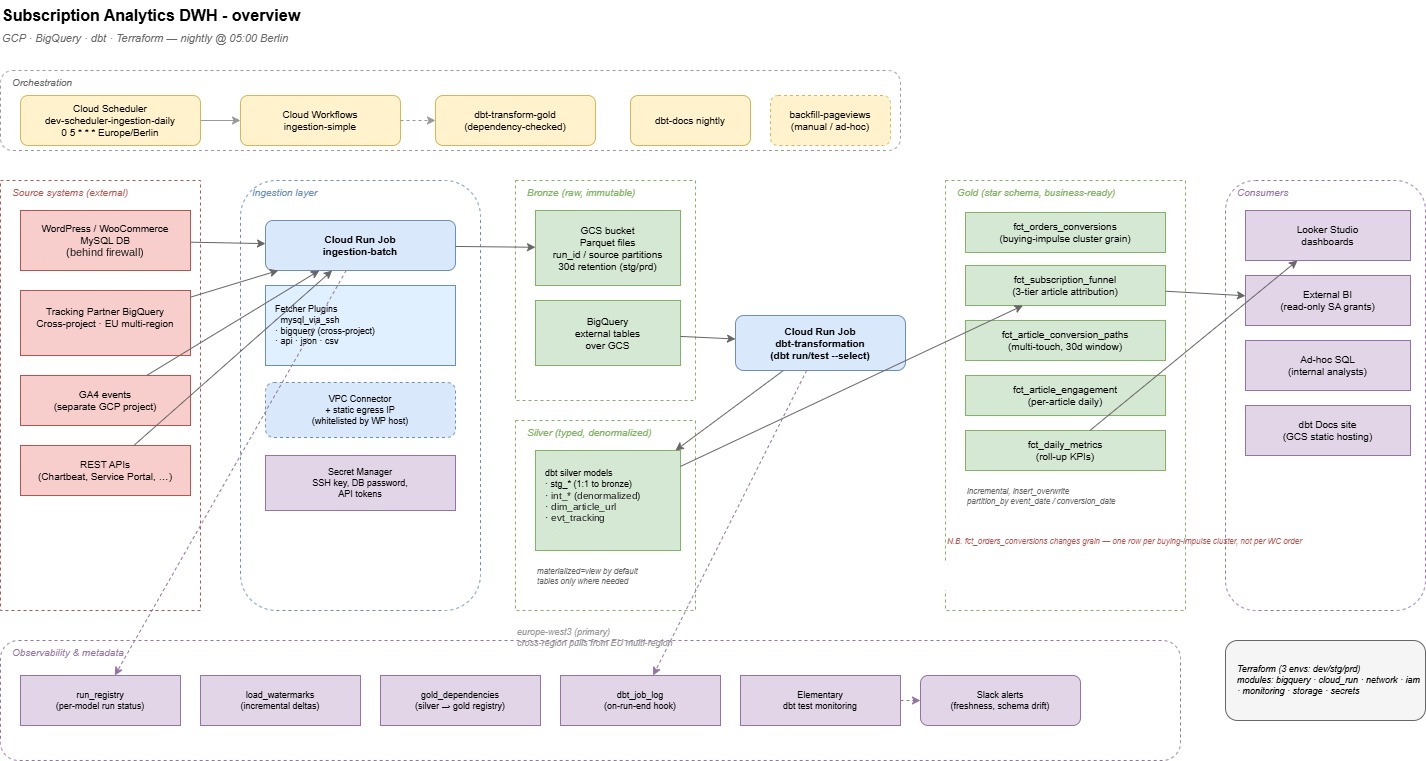 Subscription Analytics DWH - overview
GCP · BigQuery · dbt · Terraform — nightly @ 05:00 Berlin
Orchestration
Cloud Scheduler
dev-scheduler-ingestion-daily
0 5 * * * Europe/Berlin
Cloud Workflows
ingestion-simple
dbt-transform-gold
(dependency-checked)
dbt-docs nightly
backfill-pageviews
(manual / ad-hoc)
Source systems (external)
WordPress / WooCommerce
MySQL DB
(behind firewall)
Tracking Partner BigQuery
Cross-project · EU multi-region
GA4 events
(separate GCP project)
REST APIs
(Chartbeat, Service Portal, …)
Ingestion layer
Cloud Run Job
ingestion-batch
Fetcher Plugins
· mysql_via_ssh
· bigquery (cross-project)
· api · json · csv
VPC Connector
+ static egress IP
(whitelisted by WP host)
Secret Manager
SSH key, DB password,
API tokens
Bronze (raw, immutable)
GCS bucket
Parquet files
run_id / source partitions
30d retention (stg/prd)
BigQuery
external tables
over GCS
Silver (typed, denormalized)
dbt silver models
· stg_* (1:1 to bronze)
· int_* (denormalized)
· dim_article_url
· evt_tracking
materialized=view by default
tables only where needed
europe-west3 (primary)
cross-region pulls from EU multi-region
Cloud Run Job
dbt-transformation
(dbt run/test --select)
Gold (star schema, business-ready)
fct_orders_conversions
(buying-impulse cluster grain)
fct_subscription_funnel
(3-tier article attribution)
fct_article_conversion_paths
(multi-touch, 30d window)
fct_article_engagement
(per-article daily)
fct_daily_metrics
(roll-up KPIs)
incremental, insert_overwrite
partition_by event_date / conversion_date
N.B. fct_orders_conversions changes grain — one row per buying-impulse cluster, not per WC order
Consumers
Looker Studio
dashboards
External BI
(read-only SA grants)
Ad-hoc SQL
(internal analysts)
dbt Docs site
(GCS static hosting)
Observability & metadata
run_registry
(per-model run status)
load_watermarks
(incremental deltas)
gold_dependencies
(silver → gold registry)
dbt_job_log
(on-run-end hook)
Elementary
dbt test monitoring
Slack alerts
(freshness, schema drift)
Terraform (3 envs: dev/stg/prd)
modules: bigquery · cloud_run · network · iam
· monitoring · storage · secrets